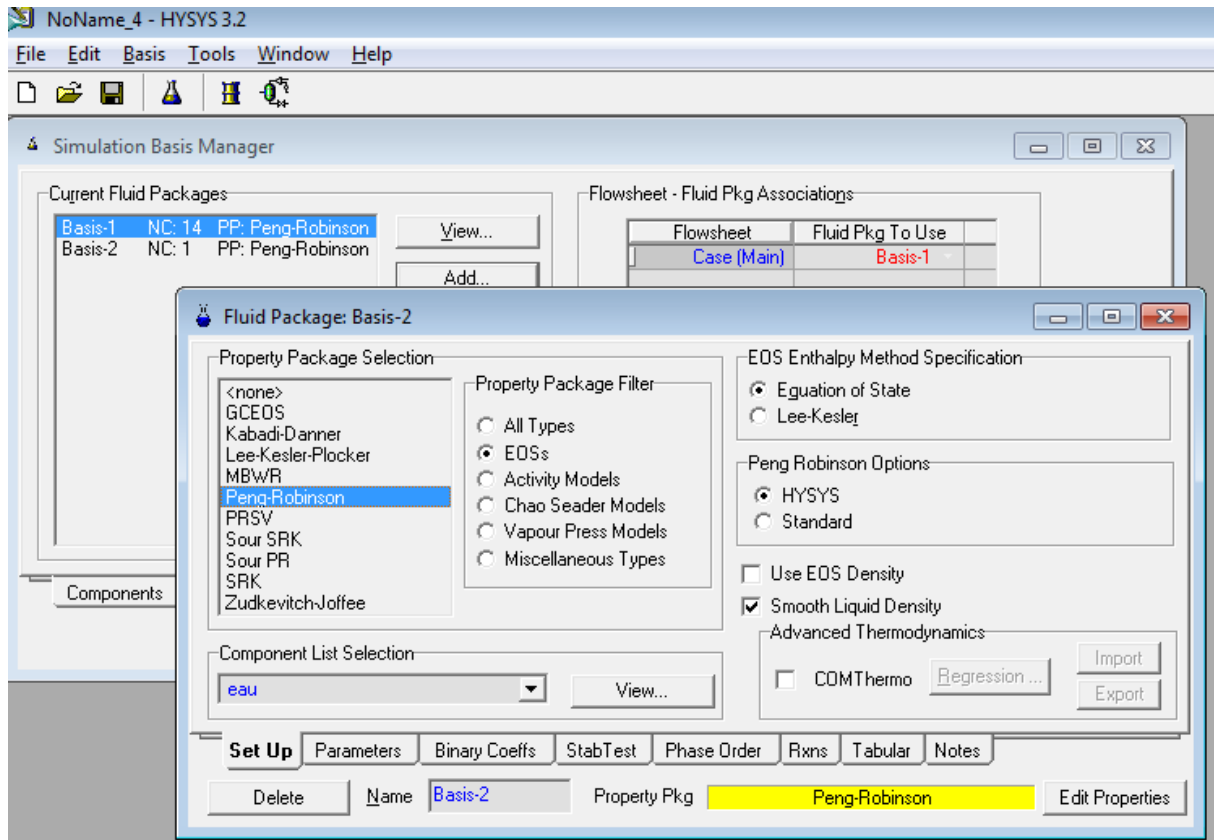 NoName_4 - HYSYS 3.2
File Edit Basis Tools Window Help
Simulation Basis Manager
Current Fluid Packages
Basis-1 NC: 14 PP: Peng-Robinson
Basis-2 NC: 1 PP: Peng-Robinson
View...
Add...
Flowsheet - Fluid Pkg Associations
Flowsheet Fluid Pkg To Use
Case (Main) Basis-1
Components
Fluid Package: Basis-2
Property Package Selection
<none>
GCEOS
Kabadi-Danner
Lee-Kesler-Plocker
MBWR
Peng-Robinson
PRSV
Sour SRK
Sour PR
SRK
Zudkevitch-Joffee
Property Package Filter
All Types
EOSs
Activity Models
Chao Seader Models
Vapour Press Models
Miscellaneous Types
EOS Enthalpy Method Specification
Equation of State
Lee-Kesler
Peng Robinson Options
HYSYS
Standard
Use EOS Density
Smooth Liquid Density
Advanced Thermodynamics
COMThermo Regression ...
Import
Export
Component List Selection
eau View...
Set Up Parameters Binary Coeffs StabTest Phase Order Rxns Tabular Notes
Delete Name Basis-2 Property Pkg Peng-Robinson Edit Properties